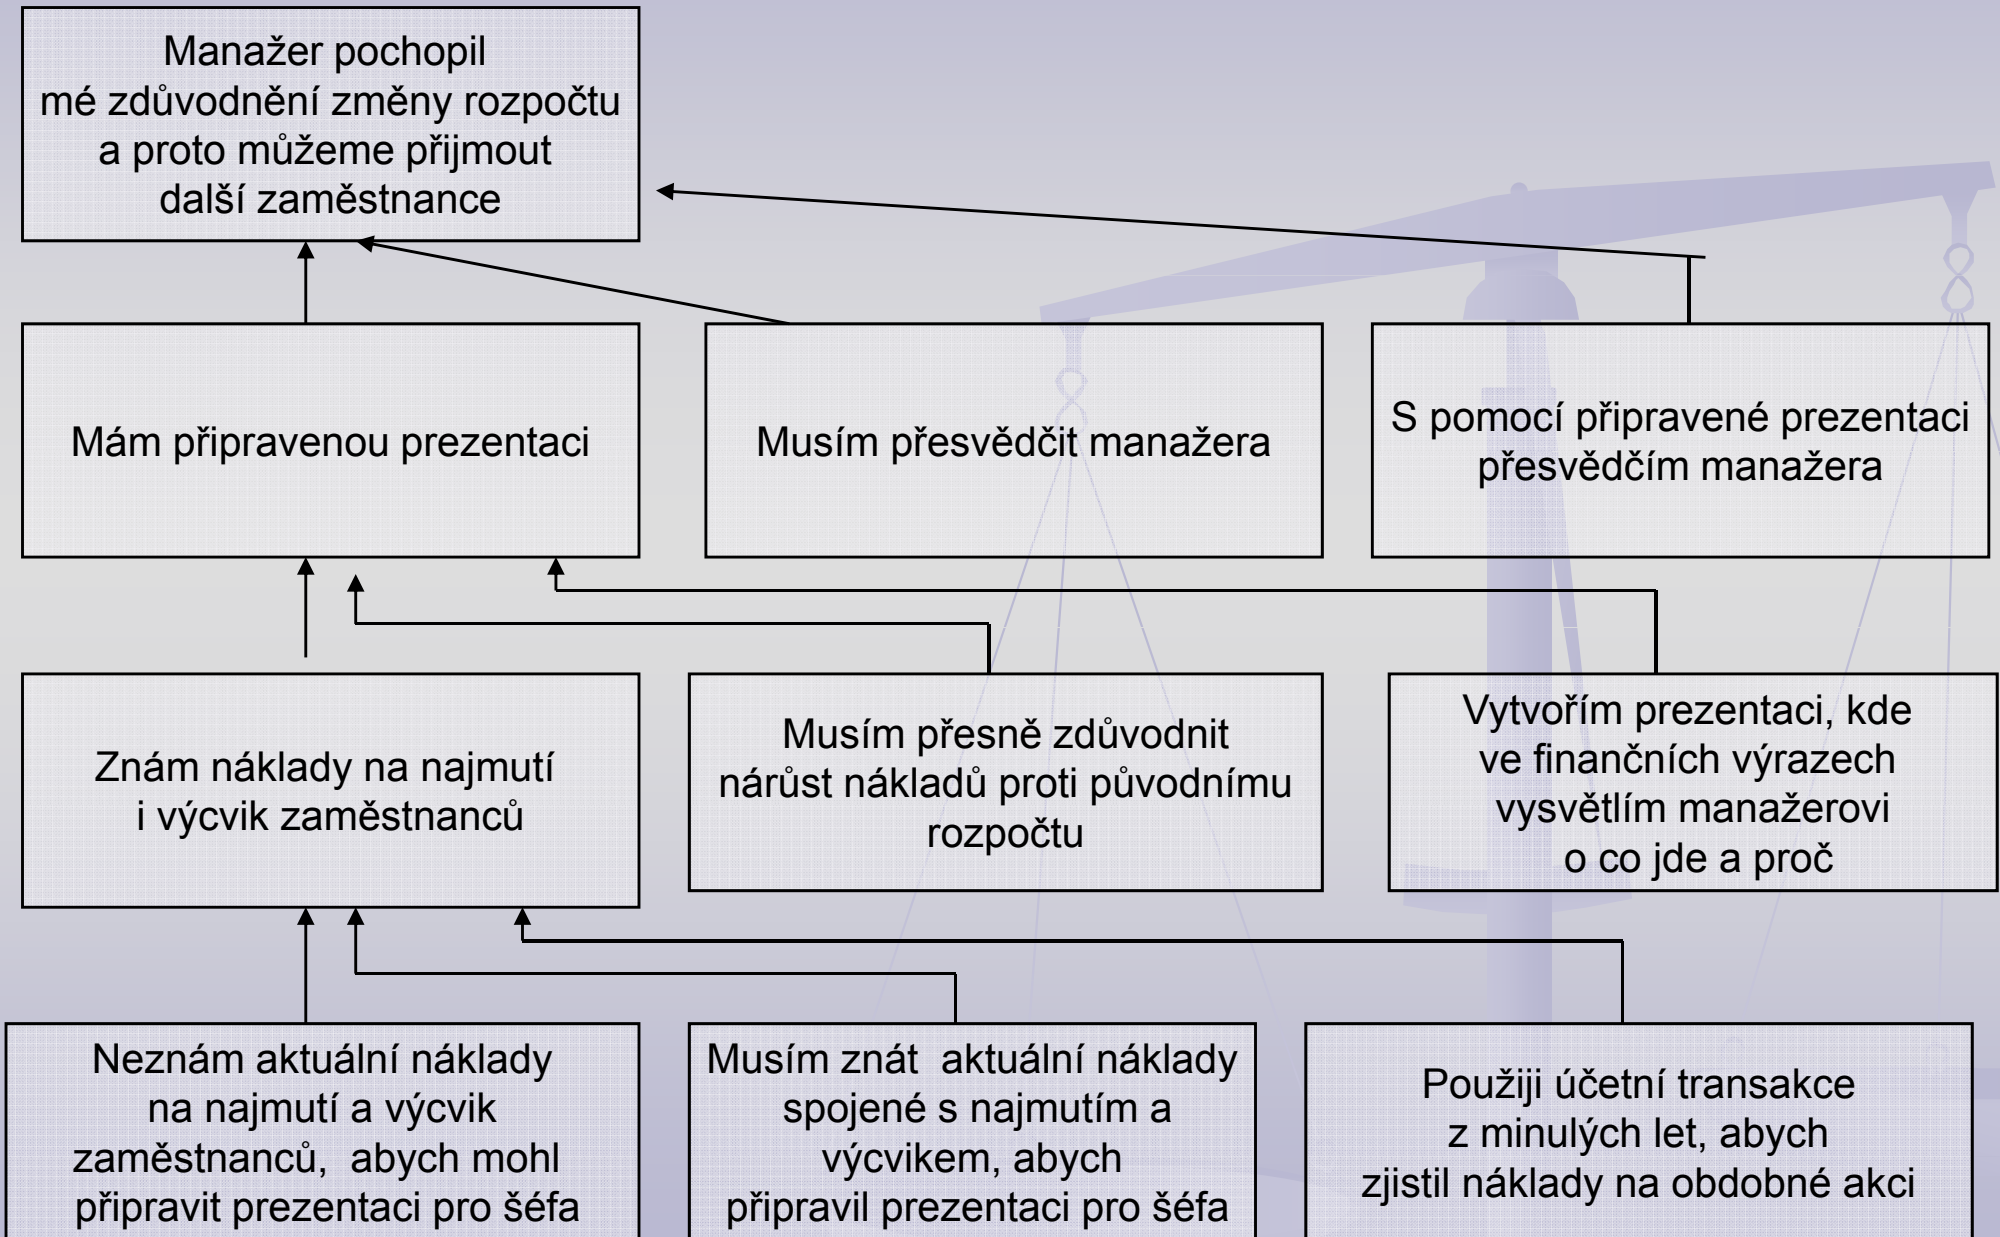 Manažer pochopil
mé zdůvodnění změny rozpočtu
a proto můžeme přijmout
další zaměstnance
Mám připravenou prezentaci
Musím přesvědčit manažera
S pomocí připravené prezentaci
přesvědčím manažera
Znám náklady na najmutí
i výcvik zaměstnanců
Musím přesně zdůvodnit
nárůst nákladů proti původnímu
rozpočtu
Vytvořím prezentaci, kde
ve finančních výrazech
vysvětlím manažerovi
o co jde a proč
Neznám aktuální náklady
na najmutí a výcvik
zaměstnanců, abych mohl
připravit prezentaci pro šéfa
Musím znát aktuální náklady
spojené s najmutím a
výcvikem, abych
připravil prezentaci pro šéfa
Použiji účetní transakce
z minulých let, abych
zjistil náklady na obdobné akci